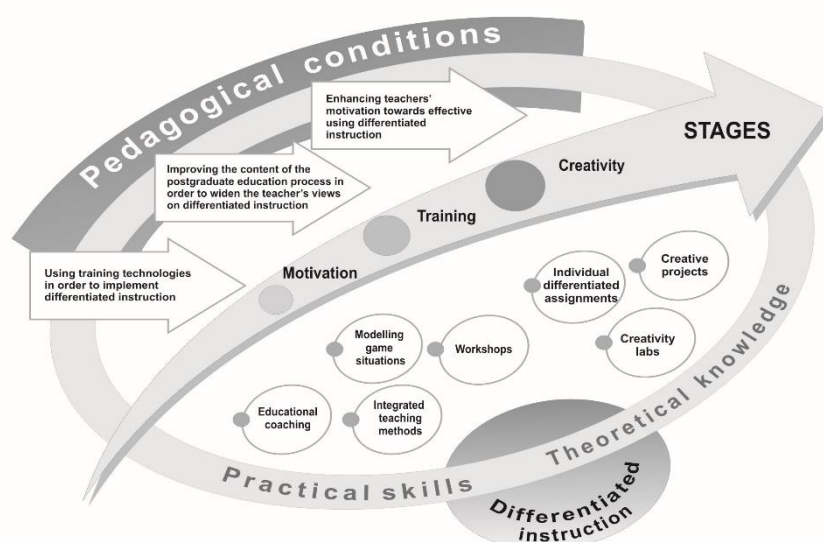 Pedagogical conditions
Enhancing teachers'
motivation towards effective
using differentiated
instruction
STAGES
Improving the content of the
postgraduate education process in
order to widen the teacher's views
on differentiated instruction
Creativity
Training
Using training technologies
in order to implement
differentiated instruction
Motivation
Individual
differentiated
assignments
Creative
projects
Modelling
game
situations
Workshops
Creativity
labs
Educational
coaching
Integrated
teaching
methods
Practical skills
Theoretical knowledge
Differentiated
instruction